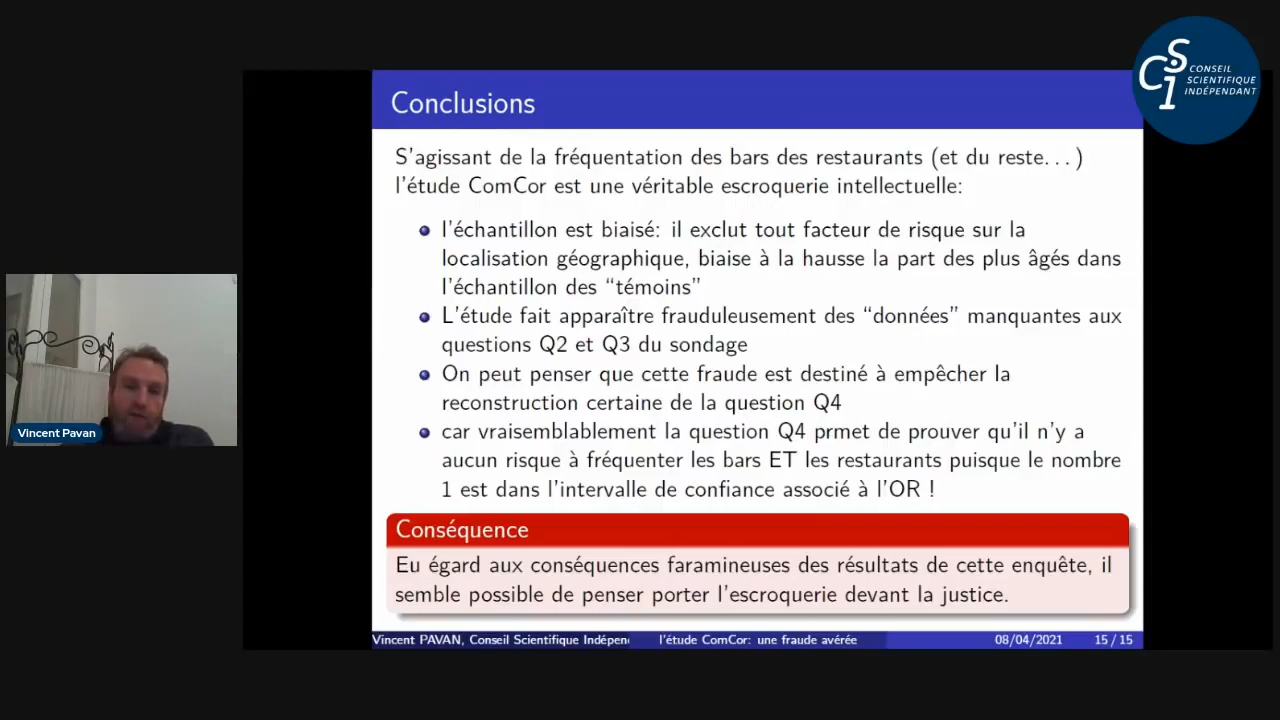 CSI CONSEIL
SCIENTIFIQUE
INDÉPENDANT
Conclusions
S'agissant de la fréquentation des bars des restaurants (et du reste...)
l'étude ComCor est une véritable escroquerie intellectuelle:
l'échantillon est biaisé: il exclut tout facteur de risque sur la
localisation géographique, biaise à la hausse la part des plus âgés dans
l'échantillon des “témoins”
L'étude fait apparaître frauduleusement des “données” manquantes aux
questions Q2 et Q3 du sondage
On peut penser que cette fraude est destiné à empêcher la
reconstruction certaine de la question Q4
car vraisemblablement la question Q4 prmet de prouver qu'il n'y a
aucun risque à fréquenter les bars ET les restaurants puisque le nombre
1 est dans l'intervalle de confiance associé à l'OR !
Conséquence
Eu égard aux conséquences faramineuses des résultats de cette enquête, il
semble possible de penser porter l'escroquerie devant la justice.
Vincent Pavan
Vincent PAVAN, Conseil Scientifique Indépen l'étude ComCor: une fraude avérée 08/04/2021 15 / 15